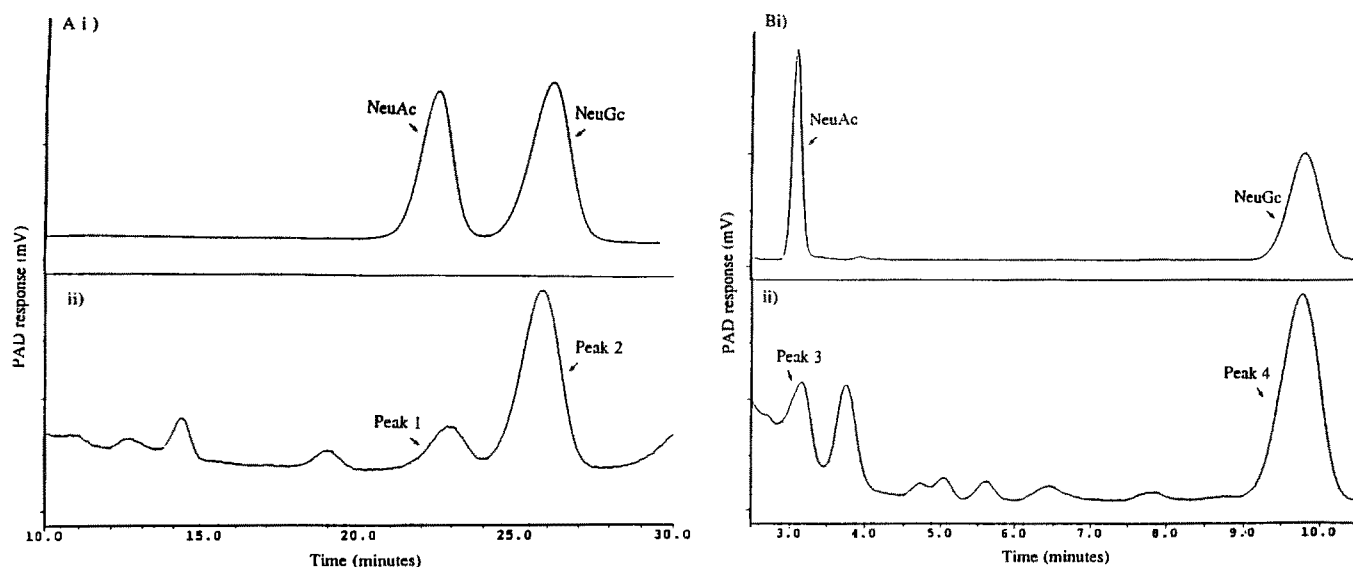 A i)
NeuAc
NeuGc
PAD response (mV)
ii)
Peak 1
Peak 2
10.0 15.0 20.0 25.0 30.0
Time (minutes)
Bi)
NeuAc
NeuGc
PAD response (mV)
ii)
Peak 3
Peak 4
3.0 4.0 5.0 6.0 7.0 8.0 9.0 10.0
Time (minutes)